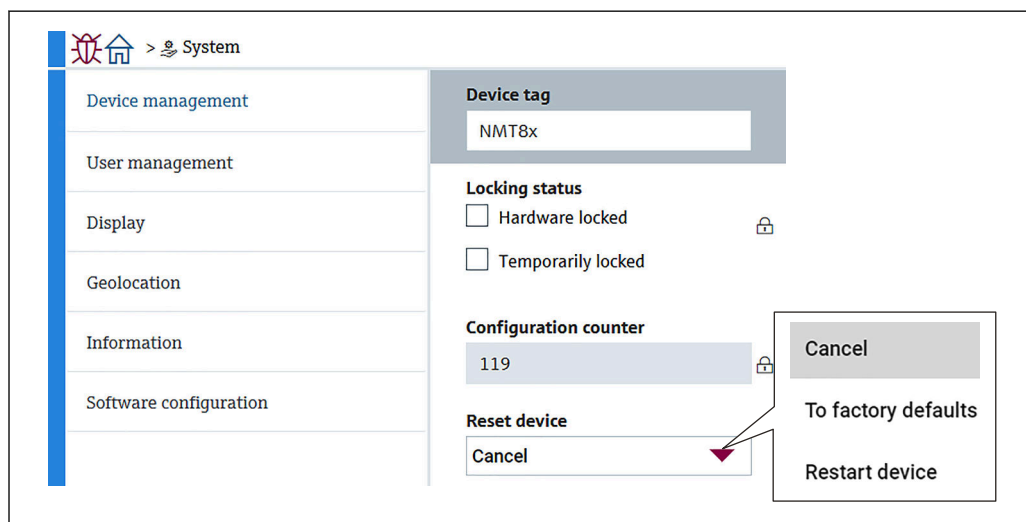 > System
Device management
User management
Display
Geolocation
Information
Software configuration
Device tag
NMT8x
Locking status
Hardware locked
Temporarily locked
Configuration counter
119
Reset device
Cancel
Cancel
To factory defaults
Restart device